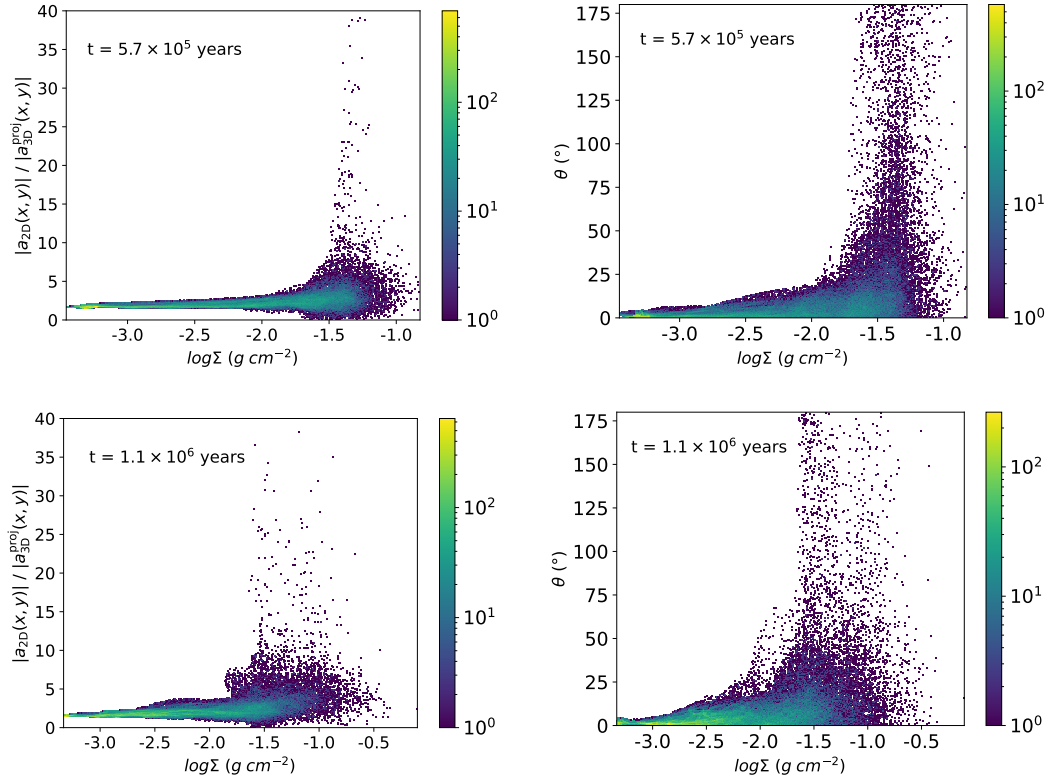 40
35
30
25
20
15
10
5
0
|a_2D(x, y)| / |a_3D^proj(x, y)|
t = 5.7 × 10^5 years
-3.0 -2.5 -2.0 -1.5 -1.0
logΣ (g cm^−2)
10^2
10^1
10^0
175
150
125
100
75
50
25
0
θ (°)
t = 5.7 × 10^5 years
-3.0 -2.5 -2.0 -1.5 -1.0
logΣ (g cm^−2)
10^2
10^1
10^0
40
35
30
25
20
15
10
5
0
|a_2D(x, y)| / |a_3D^proj(x, y)|
t = 1.1 × 10^6 years
-3.0 -2.5 -2.0 -1.5 -1.0 -0.5
logΣ (g cm^−2)
10^2
10^1
10^0
175
150
125
100
75
50
25
0
θ (°)
t = 1.1 × 10^6 years
-3.0 -2.5 -2.0 -1.5 -1.0 -0.5
logΣ (g cm^−2)
10^2
10^1
10^0